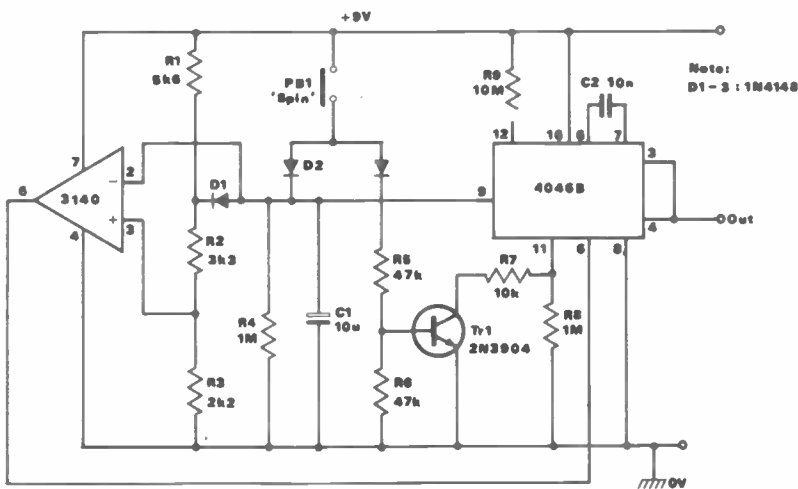 +9V
R1
5k6
PB1
'Spin'
R9
10M
C2 10n
Note:
D1-3 : 1N4148
12
16
6
7
7
2
6
3140
D1
D2
9
4046B
3
4
Out
3
4
R2
3k3
R5
47k
11
6
8
R7
10k
R4
1M
C1
10u
Tr1
2N3904
R8
1M
R3
2k2
R6
47k
0V